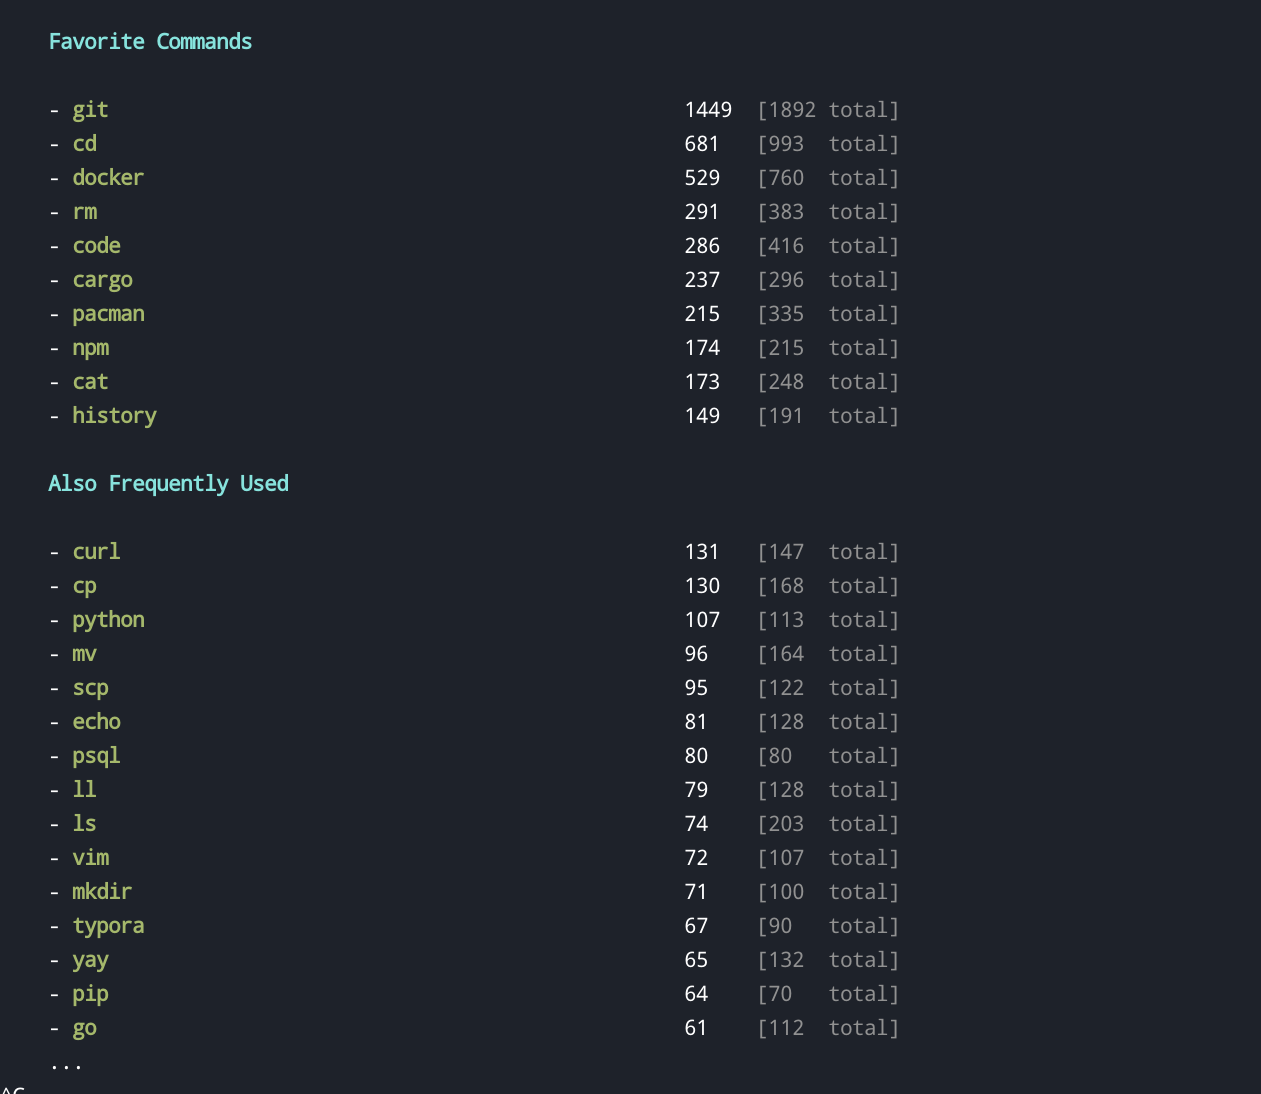 Favorite Commands
- git 1449 [1892 total]
- cd 681 [993 total]
- docker 529 [760 total]
- rm 291 [383 total]
- code 286 [416 total]
- cargo 237 [296 total]
- pacman 215 [335 total]
- npm 174 [215 total]
- cat 173 [248 total]
- history 149 [191 total]
Also Frequently Used
- curl 131 [147 total]
- cp 130 [168 total]
- python 107 [113 total]
- mv 96 [164 total]
- scp 95 [122 total]
- echo 81 [128 total]
- psql 80 [80 total]
- ll 79 [128 total]
- ls 74 [203 total]
- vim 72 [107 total]
- mkdir 71 [100 total]
- typora 67 [90 total]
- yay 65 [132 total]
- pip 64 [70 total]
- go 61 [112 total]
...